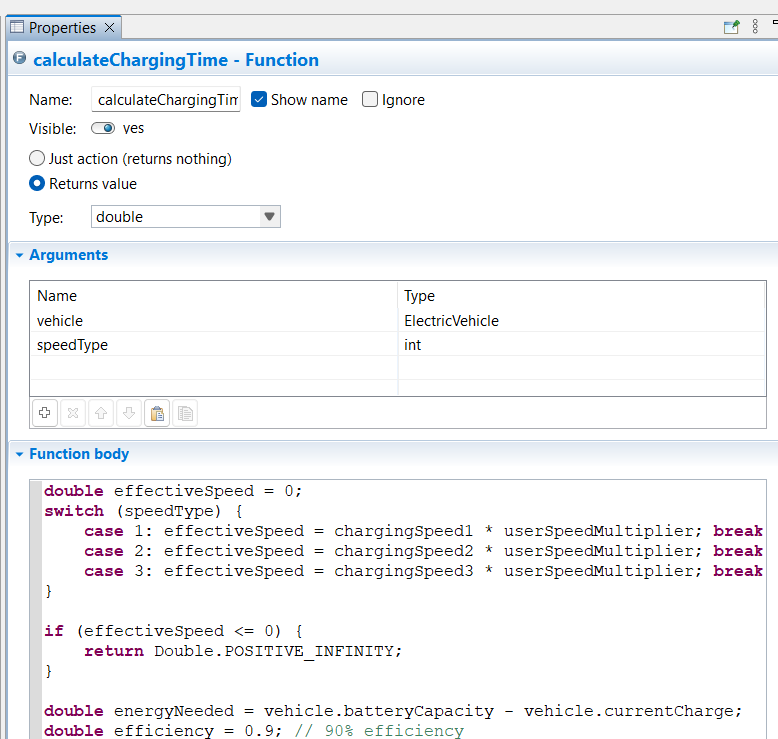 Properties
calculateChargingTime - Function
Name: calculateChargingTim Show name Ignore
Visible: yes
Just action (returns nothing)
Returns value
Type: double
Arguments
Name Type
vehicle ElectricVehicle
speedType int
Function body
double effectiveSpeed = 0;
switch (speedType) {
    case 1: effectiveSpeed = chargingSpeed1 * userSpeedMultiplier; break
    case 2: effectiveSpeed = chargingSpeed2 * userSpeedMultiplier; break
    case 3: effectiveSpeed = chargingSpeed3 * userSpeedMultiplier; break
}
if (effectiveSpeed <= 0) {
    return Double.POSITIVE_INFINITY;
}
double energyNeeded = vehicle.batteryCapacity - vehicle.currentCharge;
double efficiency = 0.9; // 90% efficiency